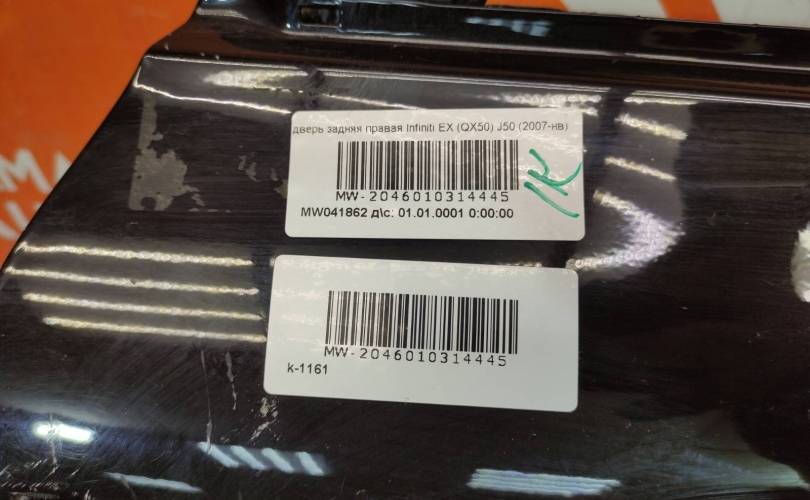 дверь задняя правая Infiniti EX (QX50) J50 (2007-нв)
MW-2046010314445
MW041862 д\с: 01.01.0001 0:00:00
1К
MW-2046010314445
k-1161